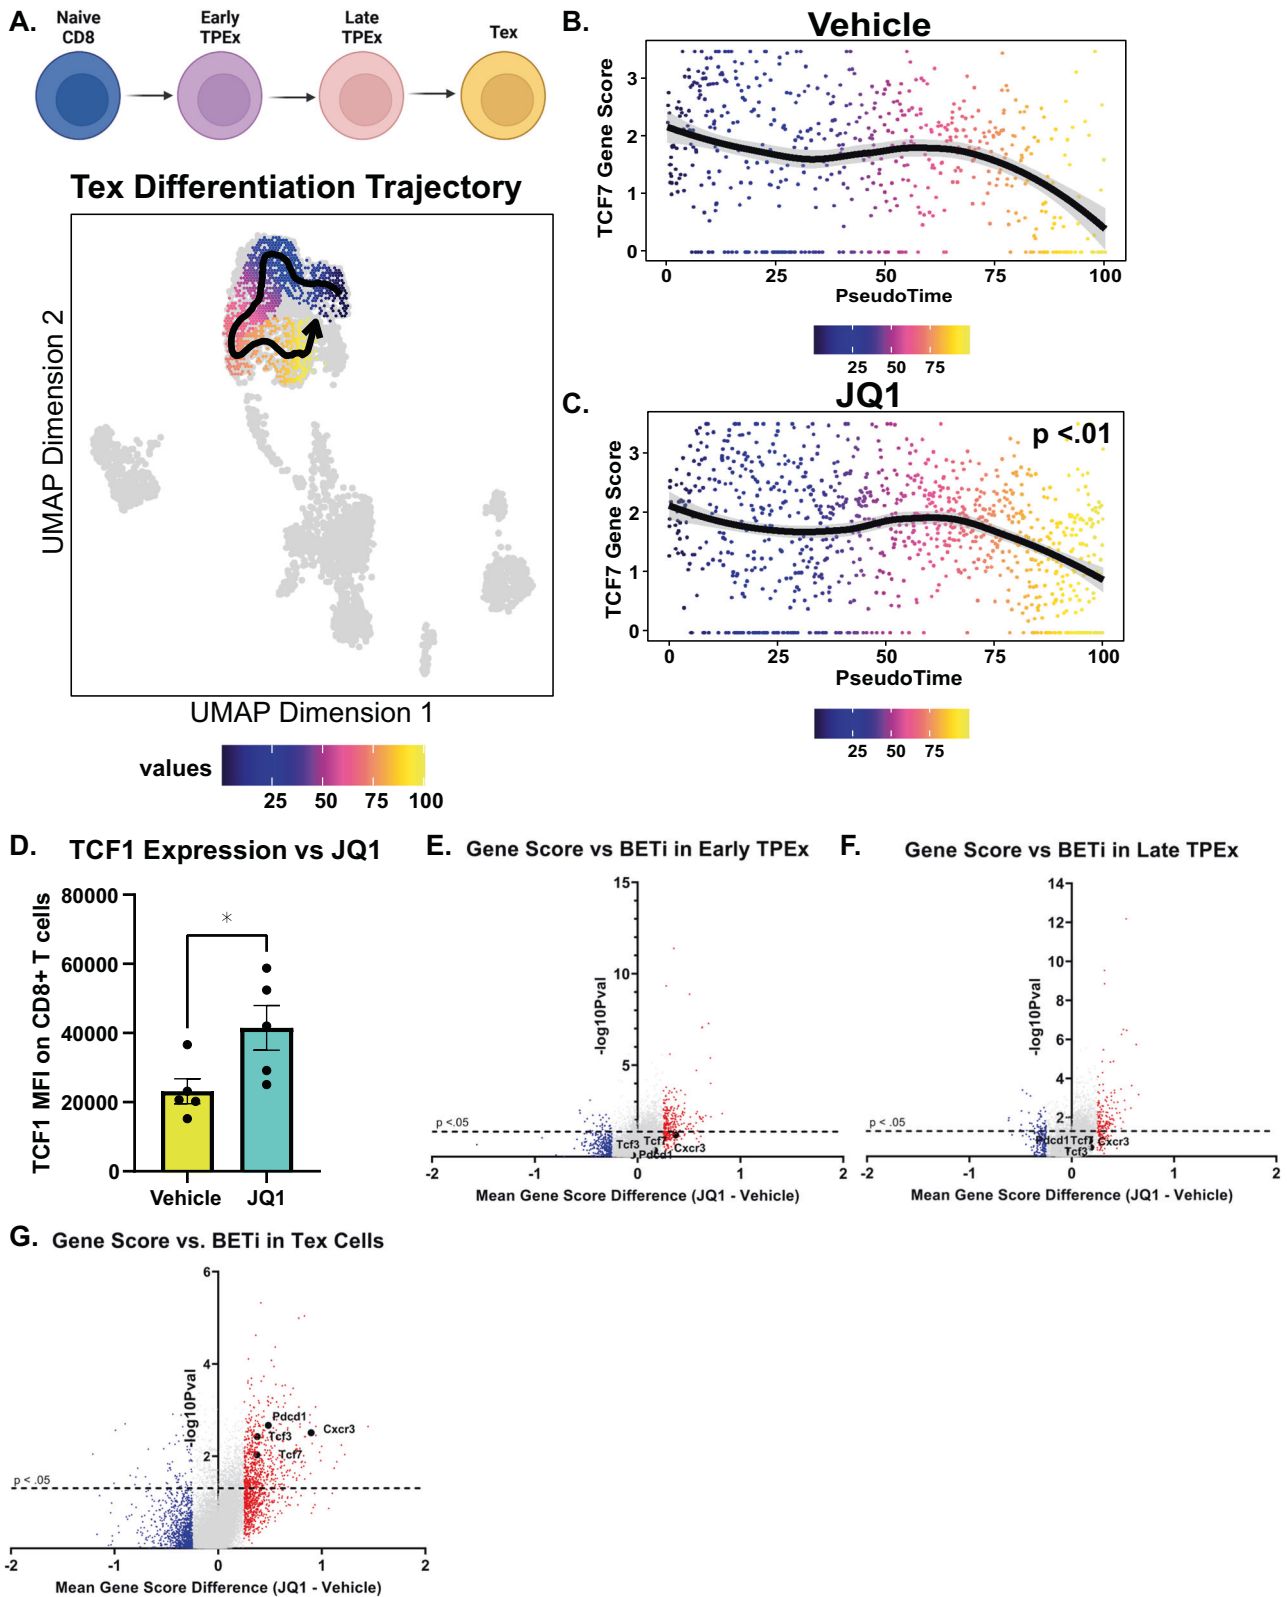 A.
Naive
CD8
Early
TPEx
Late
TPEx
Tex
Tex Differentiation Trajectory
UMAP Dimension 2
UMAP Dimension 1
values
25 50 75 100
B.
Vehicle
TCF7 Gene Score
3
2
1
0
0 25 50 75 100
PseudoTime
25 50 75
C.
JQ1
p <.01
TCF7 Gene Score
3
2
1
0
0 25 50 75 100
PseudoTime
25 50 75
D.
TCF1 Expression vs JQ1
TCF1 MFI on CD8+ T cells
80000
60000
40000
20000
0
*
Vehicle JQ1
E.
Gene Score vs BETi in Early TPEx
-log10Pval
15
10
5
p <.05
Tcf3 Tcf7
Pdcd1 Cxcr3
-2 -1 0 1 2
Mean Gene Score Difference (JQ1 - Vehicle)
F.
Gene Score vs BETi in Late TPEx
-log10Pval
14
12
10
8
6
4
2
p < .05
Pdcd1 Tcf7 Cxcr3
Tcf3
-2 -1 0 1 2
Mean Gene Score Difference (JQ1 - Vehicle)
G.
Gene Score vs. BETi in Tex Cells
-log10Pval
6
4
2
Pdcd1
Tcf3
Cxcr3
Tcf7
p < .05
-2 -1 0 1 2
Mean Gene Score Difference (JQ1 - Vehicle)